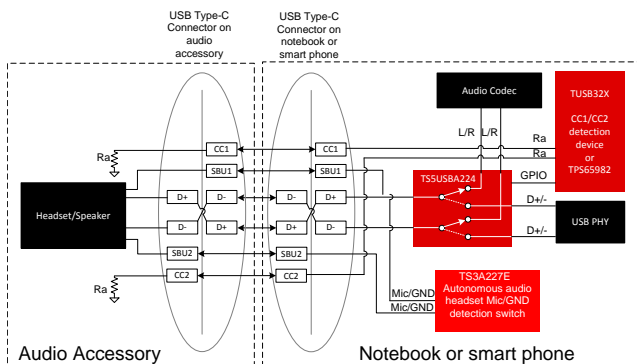 USB Type-C
Connector on
audio
accessory
USB Type-C
Connector on
notebook or
smart phone
Audio Codec
TUSB32X
CC1/CC2
detection
device
or
TPS65982
L/R L/R
Ra
Ra
GPIO
CC1
CC1
Ra
SBU1
SBU1
TS5USBA224
D+
D-
D-
D+
D+/-
Headset/Speaker
USB PHY
D-
D+
D+
D-
D+/-
SBU2
SBU2
CC2
CC2
Ra
Mic/GND
Mic/GND
TS3A227E
Autonomous audio
headset Mic/GND
detection switch
Audio Accessory
Notebook or smart phone